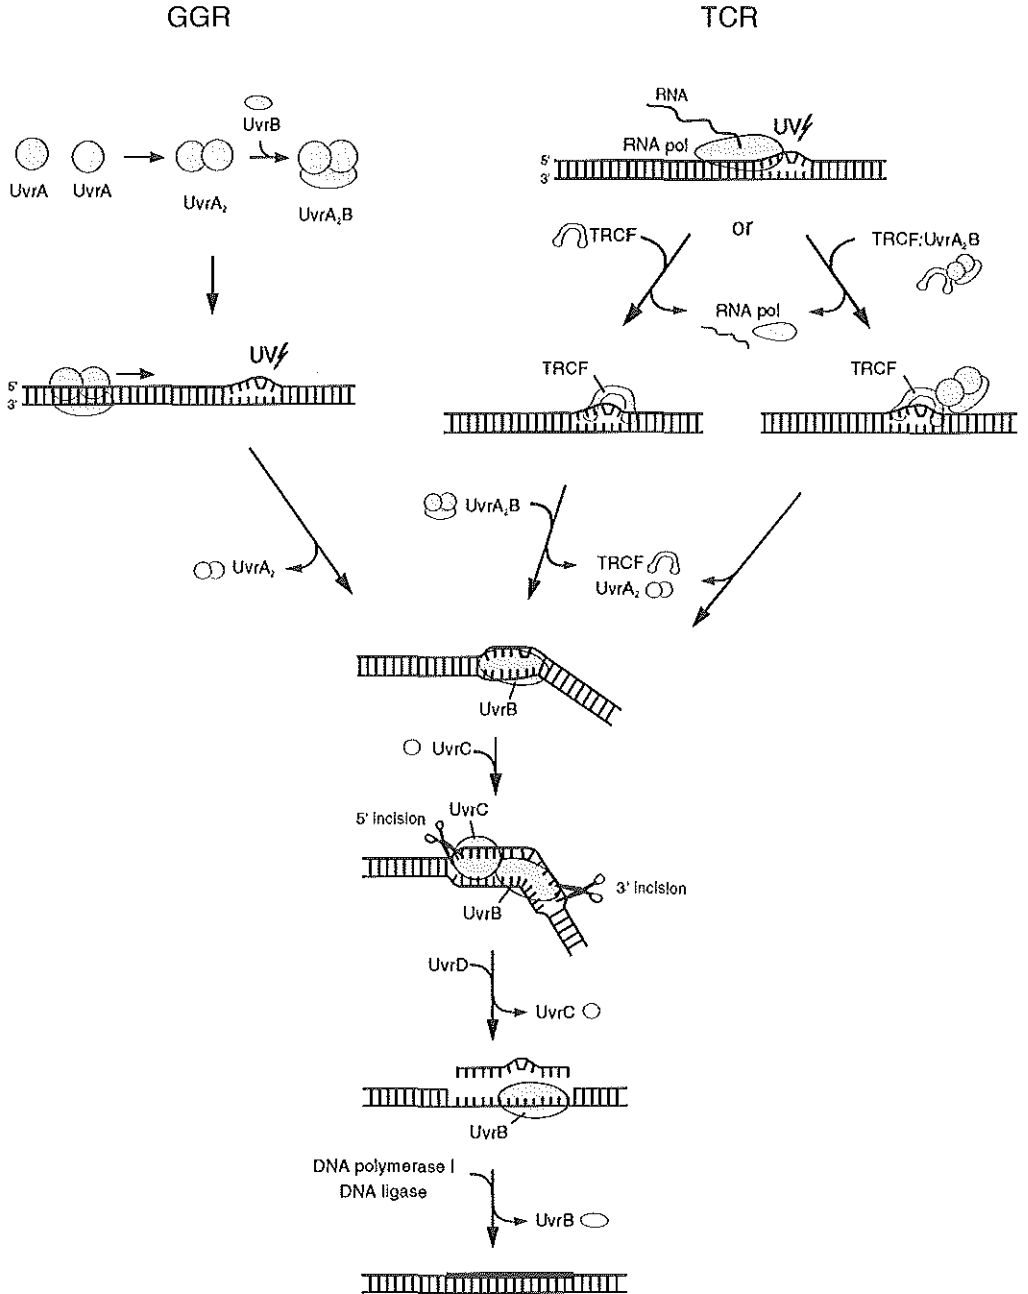 GGR
TCR
UvrB
UvrA
UvrA
UvrA₂
UvrA₂B
RNA
RNA pol
UV
5'
3'
TRCF
or
TRCF:UvrA₂B
RNA pol
UV
5'
3'
TRCF
TRCF
UvrA₂B
UvrA₂
TRCF
UvrA₂
UvrB
UvrC
UvrC
5' incision
UvrB
3' incision
UvrD
UvrC
UvrB
DNA polymerase I
DNA ligase
UvrB